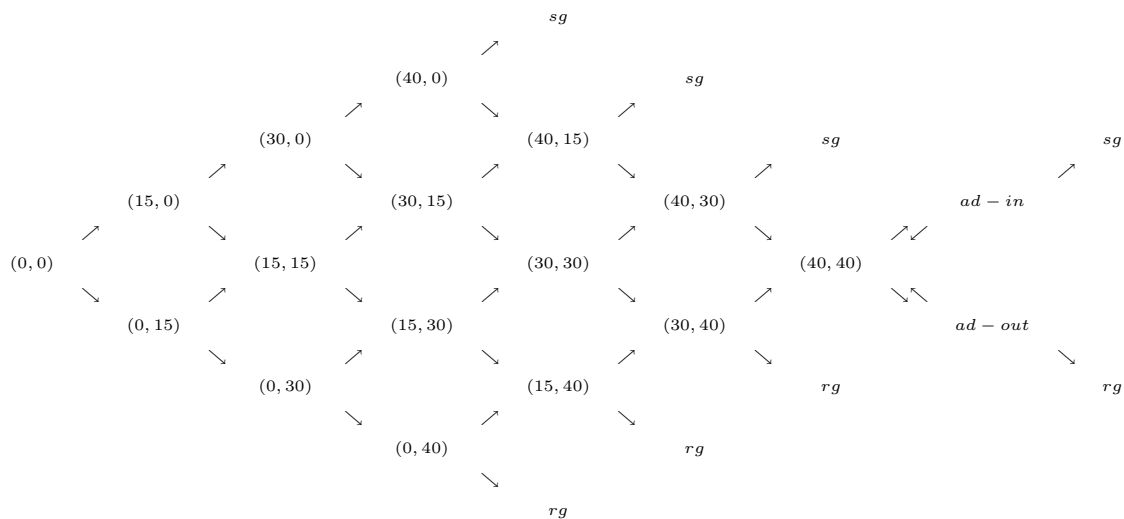 sg
(40, 0) sg
(30, 0) (40, 15) sg sg
(15, 0) (30, 15) (40, 30) ad − in
(0, 0) (15, 15) (30, 30) (40, 40)
(0, 15) (15, 30) (30, 40) ad − out
(0, 30) (15, 40) rg rg
(0, 40) rg
rg